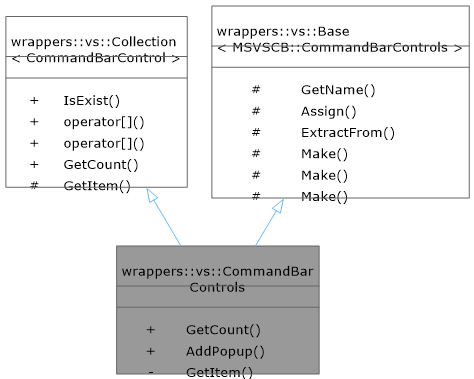 wrappers::vs::Collection
< CommandBarControl >
+ IsExist()
+ operator[]()
+ operator[]()
+ GetCount()
# GetItem()
wrappers::vs::Base
< MSVSCB::CommandBarControls >
# GetName()
# Assign()
# ExtractFrom()
# Make()
# Make()
# Make()
wrappers::vs::CommandBar
Controls
+ GetCount()
+ AddPopup()
- GetItem()